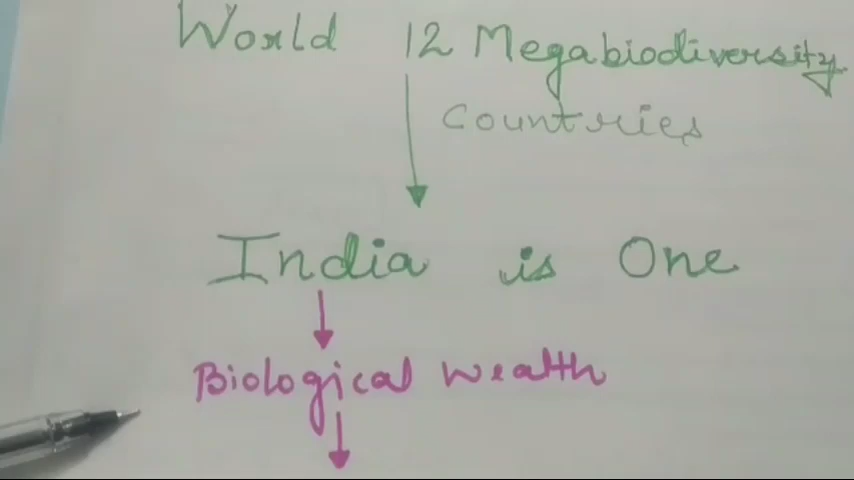 World 12 Megabiodiversity
Countries
India is One
Biological wealth